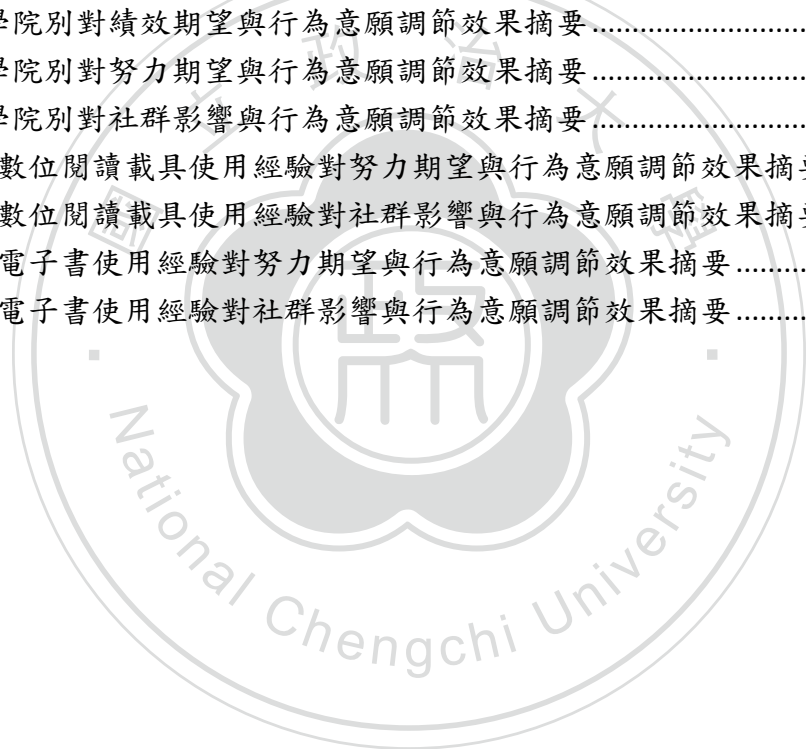 學院別對績效期望與行為意願調節效果摘要
學院別對努力期望與行為意願調節效果摘要
學院別對社群影響與行為意願調節效果摘要
數位閱讀載具使用經驗對努力期望與行為意願調節效果摘要
數位閱讀載具使用經驗對社群影響與行為意願調節效果摘要
電子書使用經驗對努力期望與行為意願調節效果摘要
電子書使用經驗對社群影響與行為意願調節效果摘要
國立政治大學
National Chengchi University